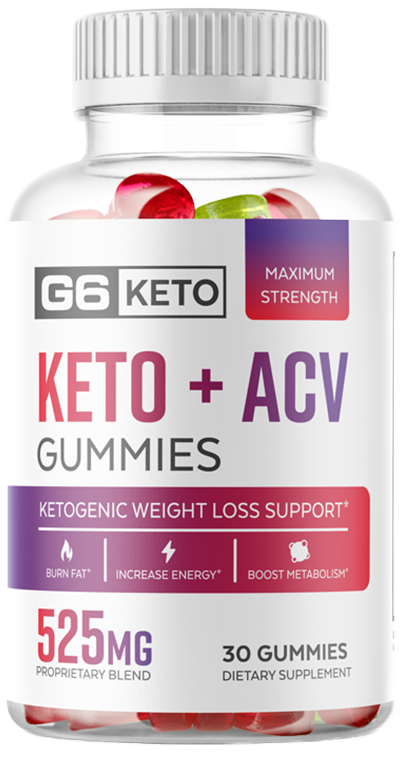 G6 KETO
MAXIMUM
STRENGTH
KETO + ACV
GUMMIES
KETOGENIC WEIGHT LOSS SUPPORT*
BURN FAT*
INCREASE ENERGY*
BOOST METABOLISM*
525MG
PROPRIETARY BLEND
30 GUMMIES
DIETARY SUPPLEMENT